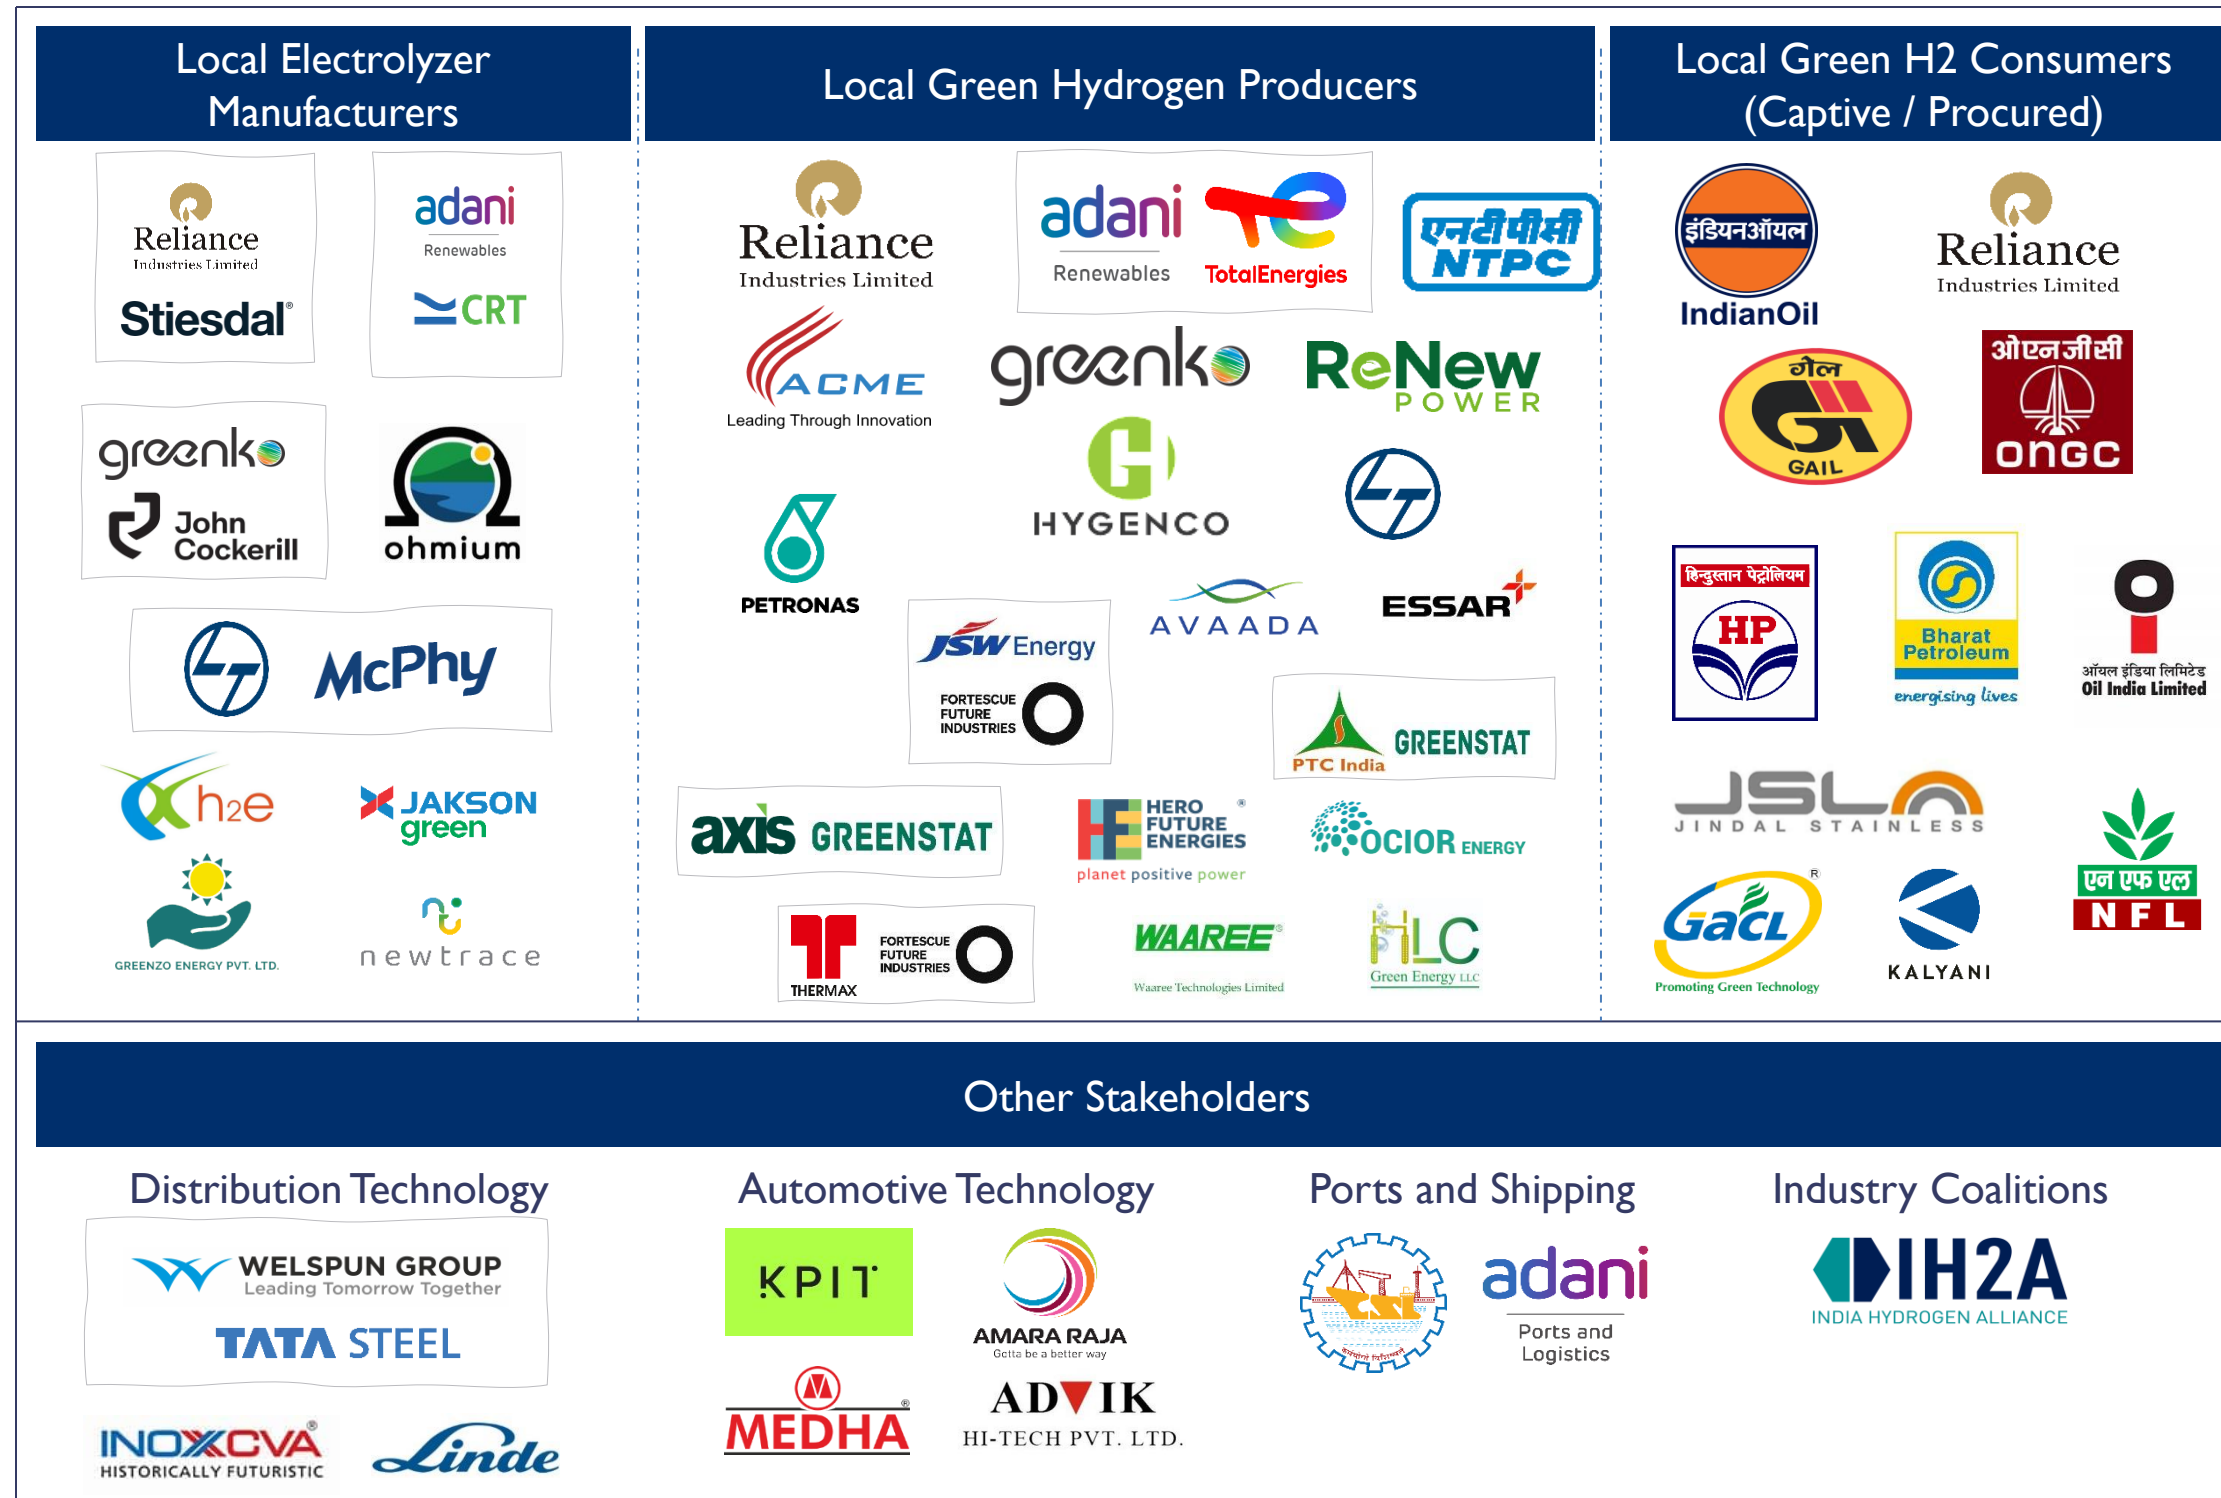 Local Electrolyzer
Manufacturers
Reliance
Industries Limited
Stiesdal®
adani
Renewables
CRT
greenko
John
Cockerill
ohmium
LT
McPhy
h2e
JAKSON
green
GREENZO ENERGY PVT. LTD.
newtrace
Local Green Hydrogen Producers
Reliance
Industries Limited
adani
Renewables
TotalEnergies
एनटीपीसी
NTPC
ACME
Leading Through Innovation
greenko
ReNew
POWER
HYGENCO
LT
PETRONAS
AVAADA
ESSAR
JSW Energy
FORTESCUE
FUTURE
INDUSTRIES
PTC India
GREENSTAT
axis GREENSTAT
HERO ®
FUTURE
ENERGIES
planet positive power
OCIOR ENERGY
THERMAX
FORTESCUE
FUTURE
INDUSTRIES
WAAREE®
Waaree Technologies Limited
HLC
Green Energy LLC
Local Green H2 Consumers
(Captive / Procured)
इंडियनऑयल
IndianOil
Reliance
Industries Limited
गेल
GAIL
ओएनजीसी
ONGC
हिन्दुस्तान पेट्रोलियम
HP
Bharat
Petroleum
energising lives
ऑयल इंडिया लिमिटेड
Oil India Limited
JSL
JINDAL STAINLESS
एन एफ एल
NFL
GACL ®
Promoting Green Technology
KALYANI
Other Stakeholders
Distribution Technology
WELSPUN GROUP
Leading Tomorrow Together
TATA STEEL
INOXCVA®
HISTORICALLY FUTURISTIC
Linde
Automotive Technology
KPIT
AMARA RAJA
Gotta be a better way
MEDHA®
ADVIK
HI-TECH PVT. LTD.
Ports and Shipping
CSL
adani
Ports and
Logistics
Industry Coalitions
IH2A
INDIA HYDROGEN ALLIANCE